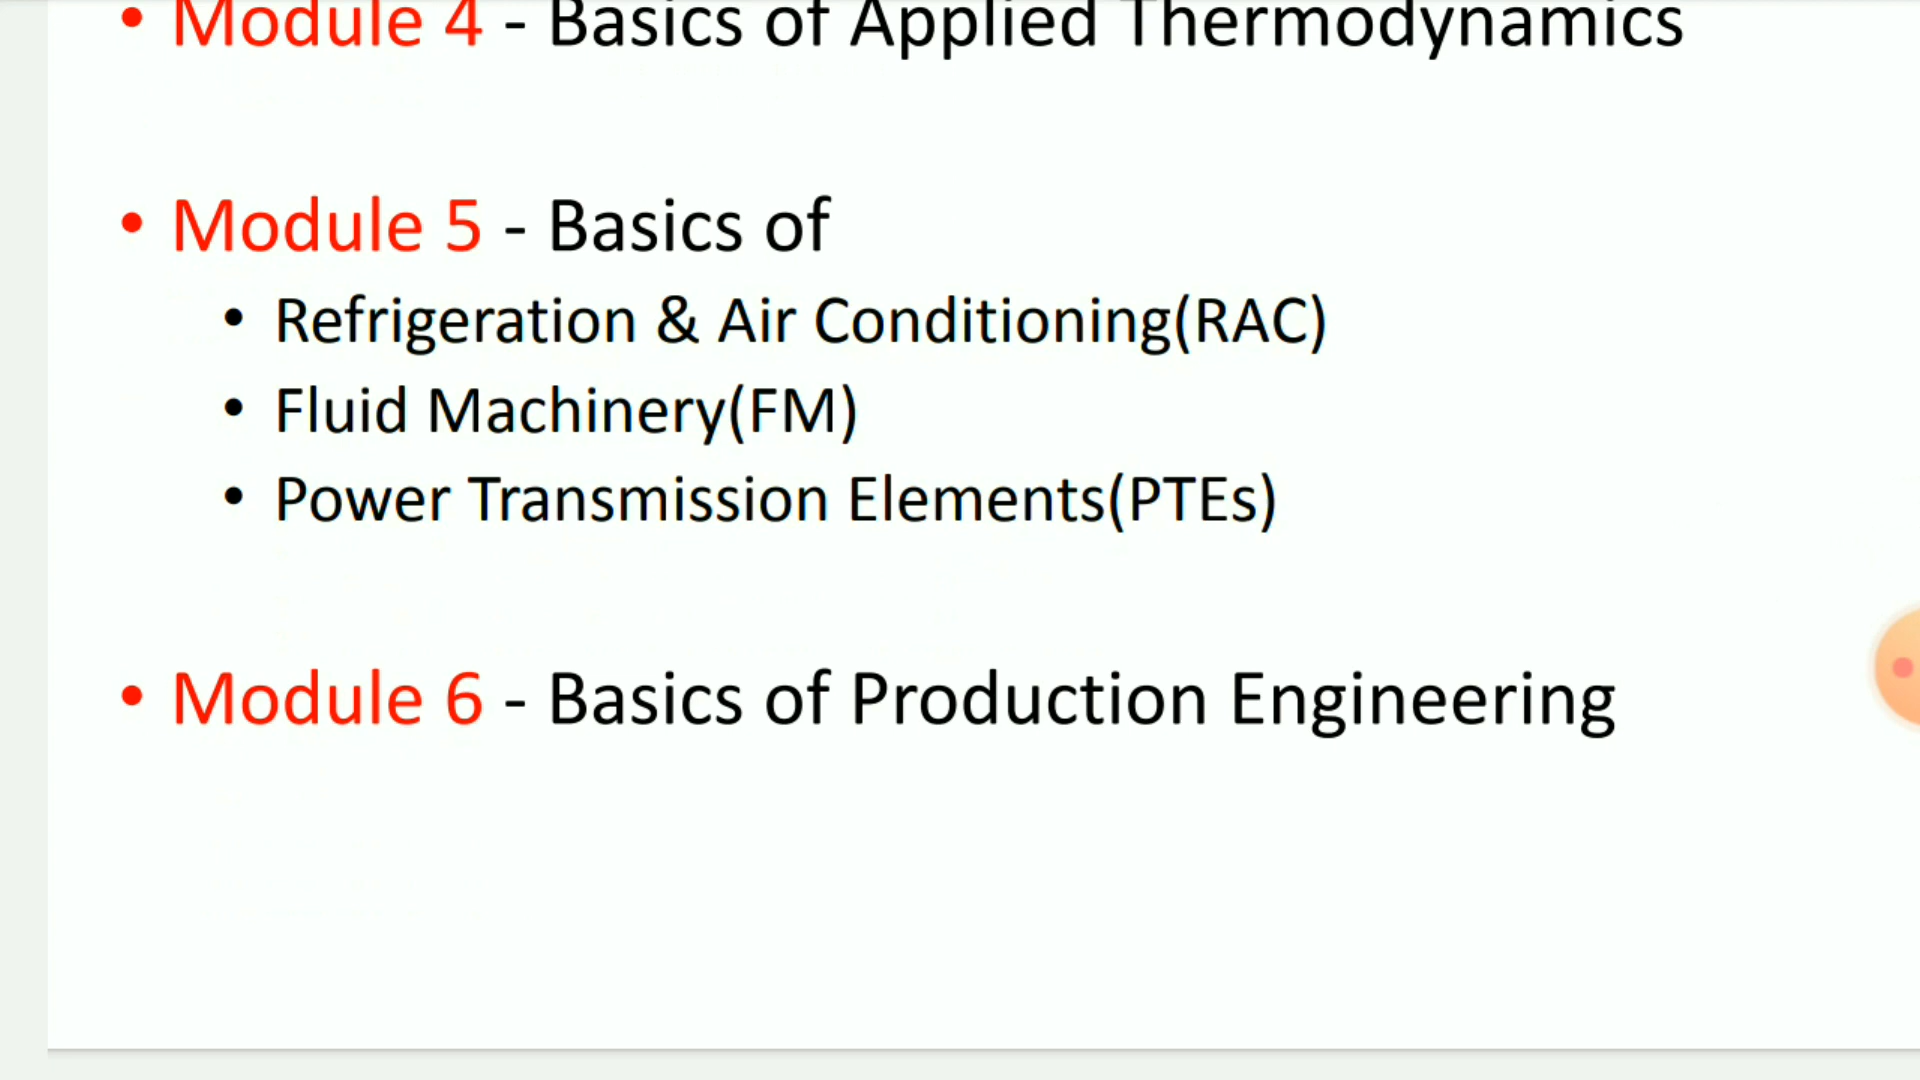 • Module 4 - Basics of Applied Thermodynamics
• Module 5 - Basics of
• Refrigeration & Air Conditioning(RAC)
• Fluid Machinery(FM)
• Power Transmission Elements(PTEs)
• Module 6 - Basics of Production Engineering